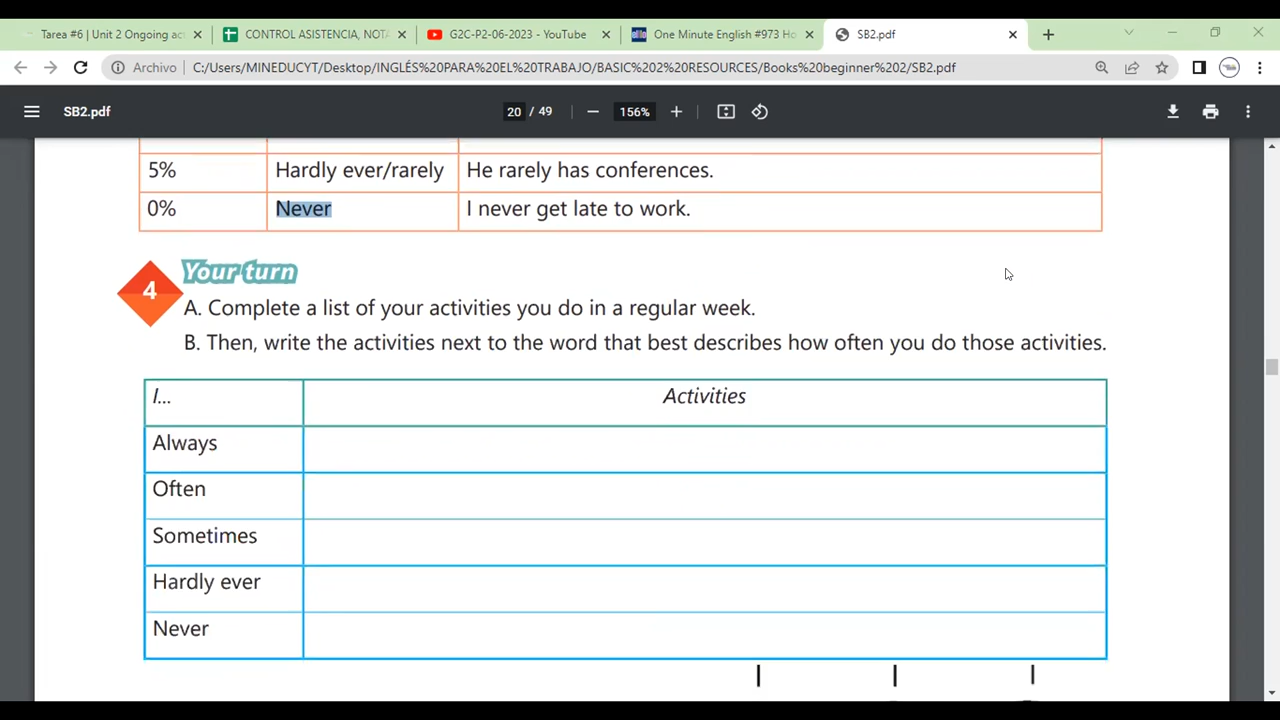 Tarea #6 | Unit 2 Ongoing act
CONTROL ASISTENCIA, NOTA
G2C-P2-06-2023 - YouTube
elllo
One Minute English #973 Ho
SB2.pdf
Archivo
C:/Users/MINEDUCYT/Desktop/INGLÉS%20PARA%20EL%20TRABAJO/BASIC%202%20RESOURCES/Books%20beginner%202/SB2.pdf
SB2.pdf
20 / 49
156%
5% Hardly ever/rarely He rarely has conferences.
0% Never I never get late to work.
4 Your turn
A. Complete a list of your activities you do in a regular week.
B. Then, write the activities next to the word that best describes how often you do those activities.
I... Activities
Always
Often
Sometimes
Hardly ever
Never